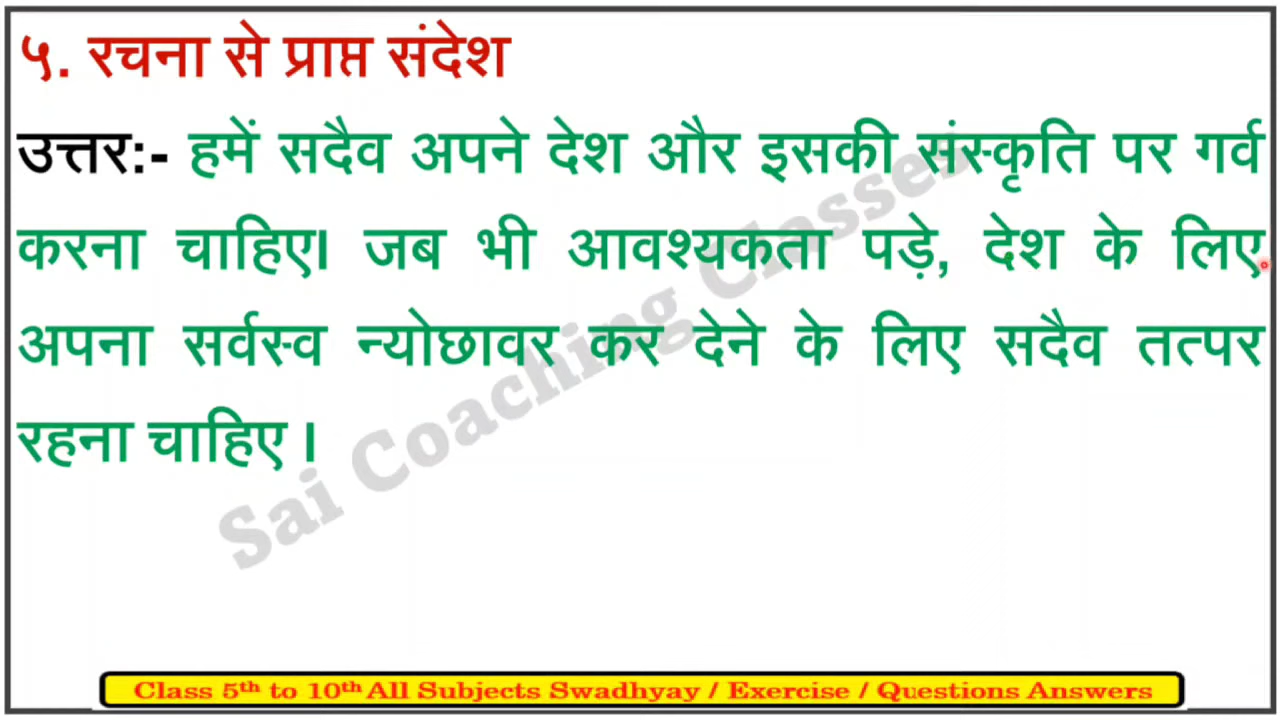 ५. रचना से प्राप्त संदेश
उत्तर:- हमें सदैव अपने देश और इसकी संस्कृति पर गर्व
करना चाहिए। जब भी आवश्यकता पड़े, देश के लिए
अपना सर्वस्व न्योछावर कर देने के लिए सदैव तत्पर
रहना चाहिए ।
Sai Coaching Classes
Class 5th to 10th All Subjects Swadhyay / Exercise / Questions Answers